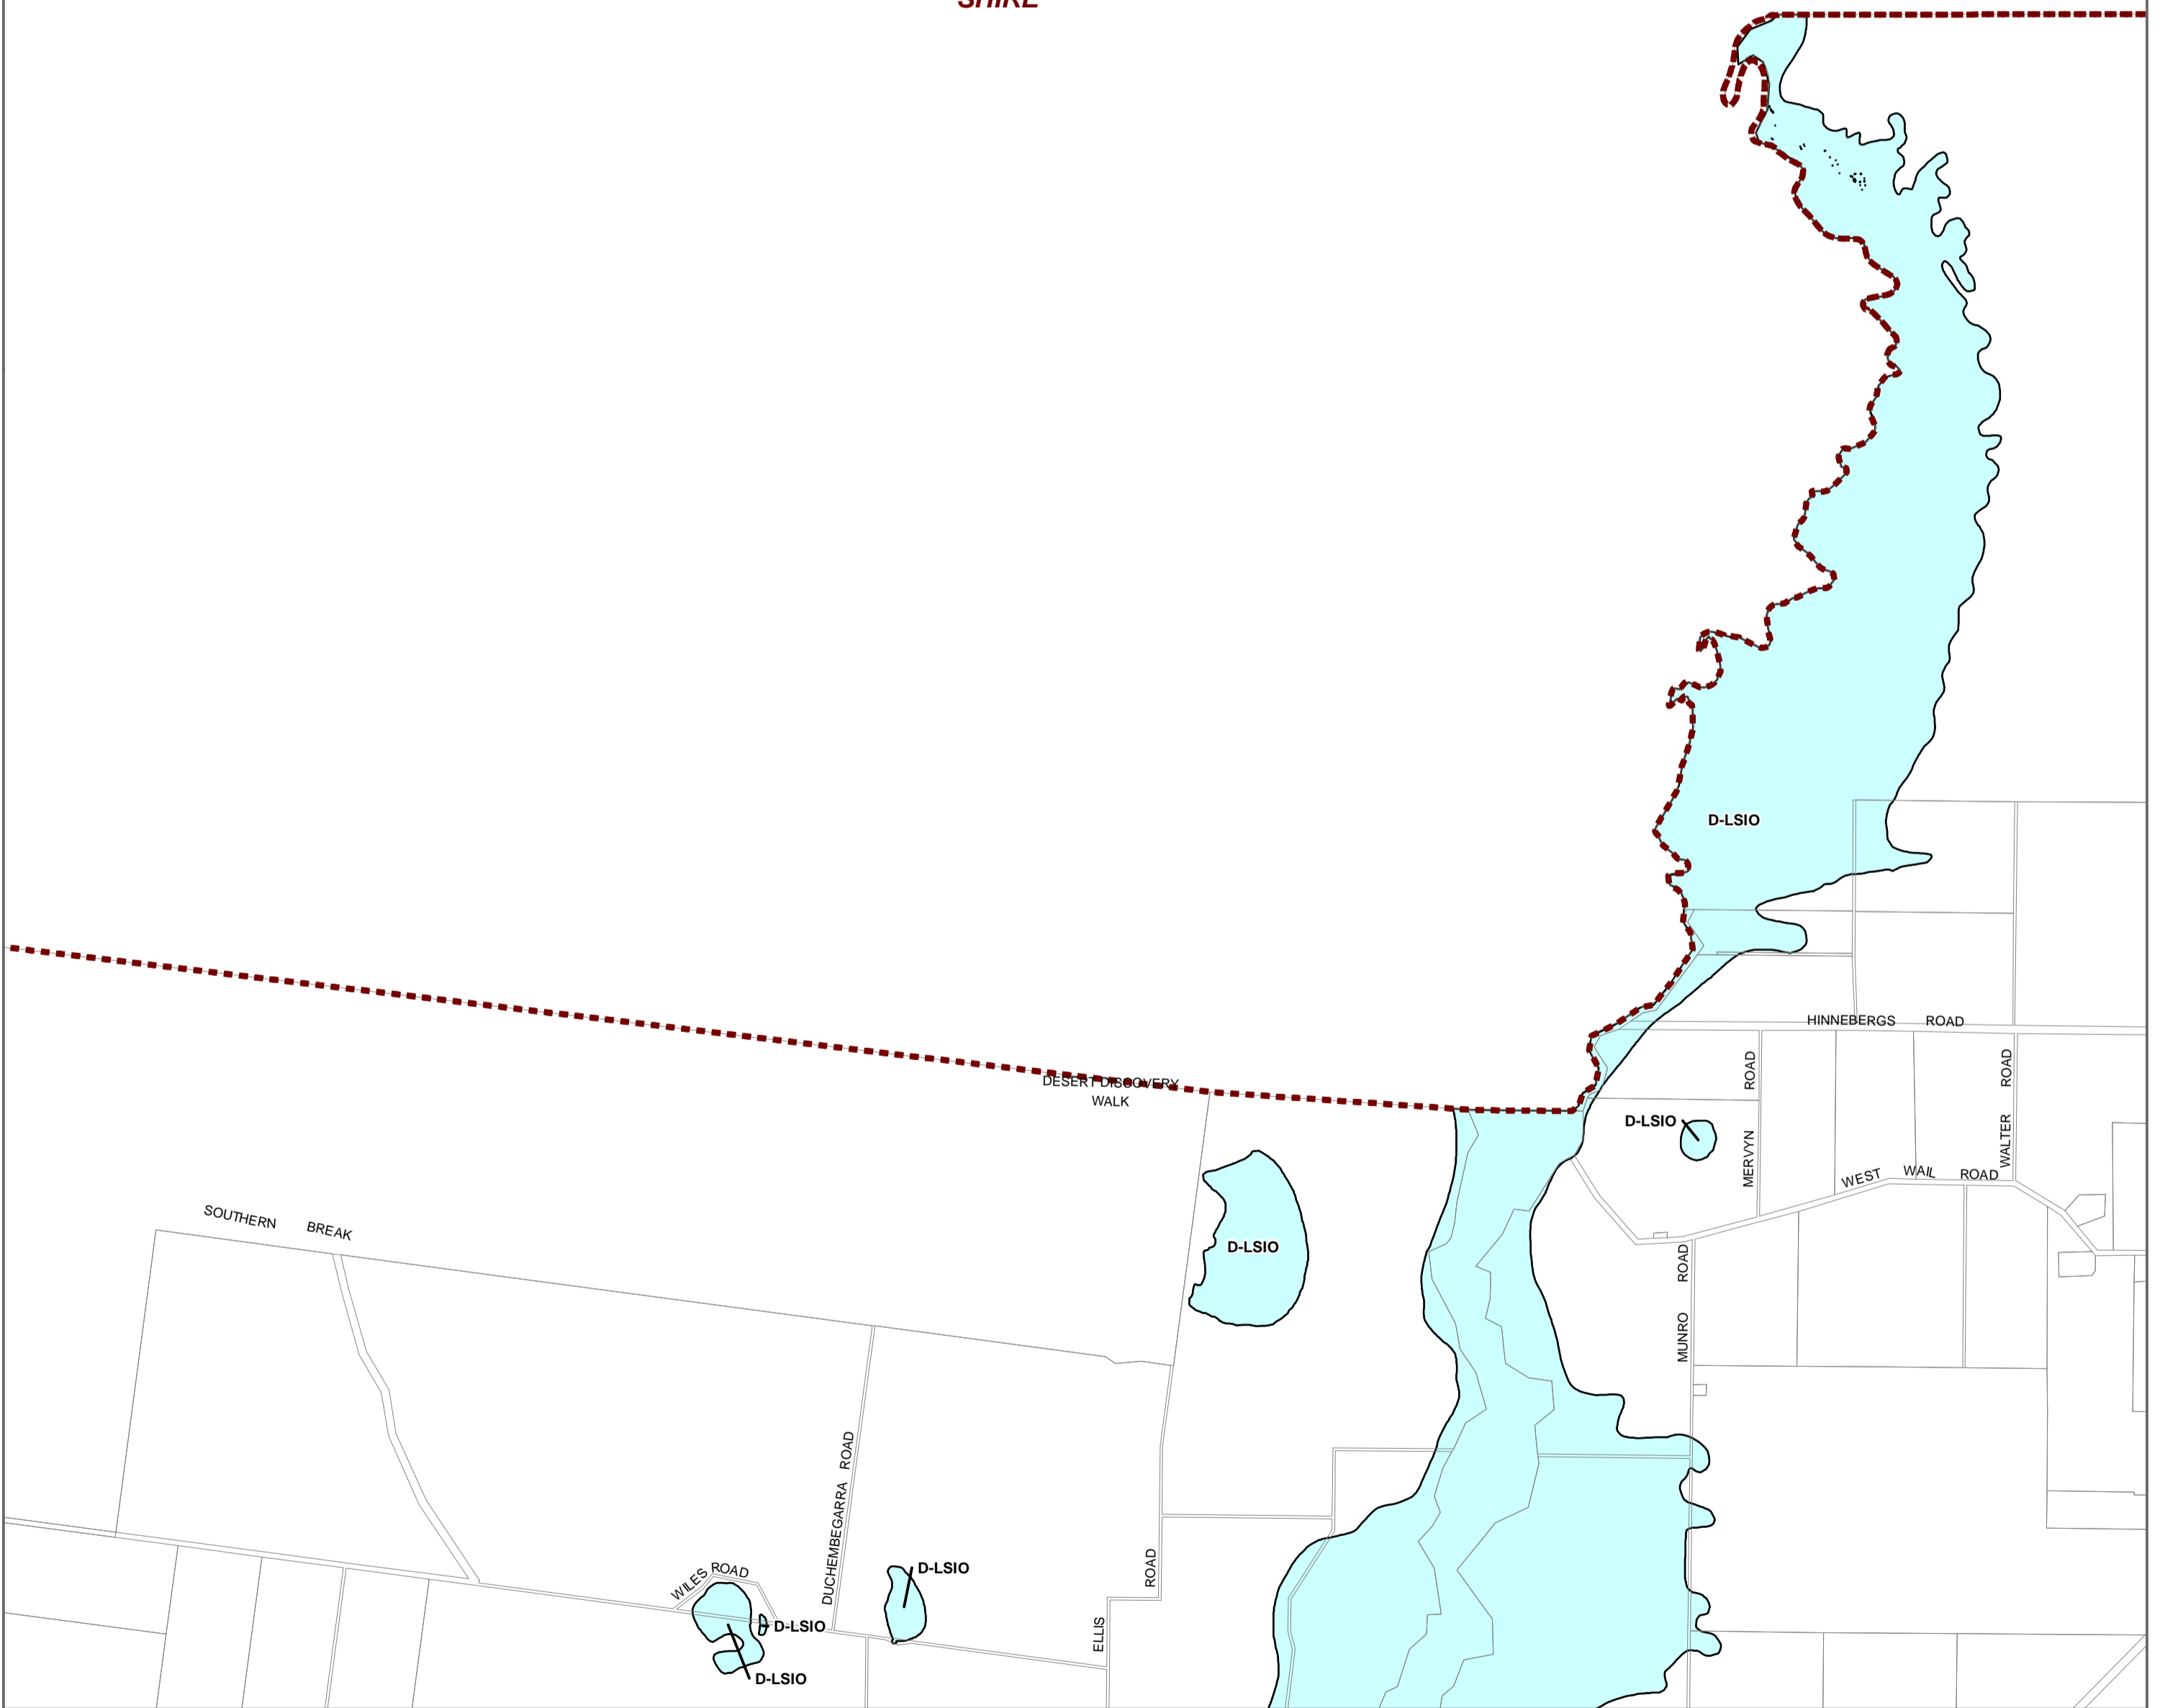 SHIRE
D-LSIO
HINNEBERGS ROAD
DESERT DISCOVERY
WALK
MERVYN ROAD
WALTER ROAD
D-LSIO
WEST WAIL ROAD
SOUTHERN BREAK
D-LSIO
MUNRO ROAD
DUCHEMBEGARRA ROAD
WILES ROAD
D-LSIO
ELLIS ROAD
D-LSIO
D-LSIO